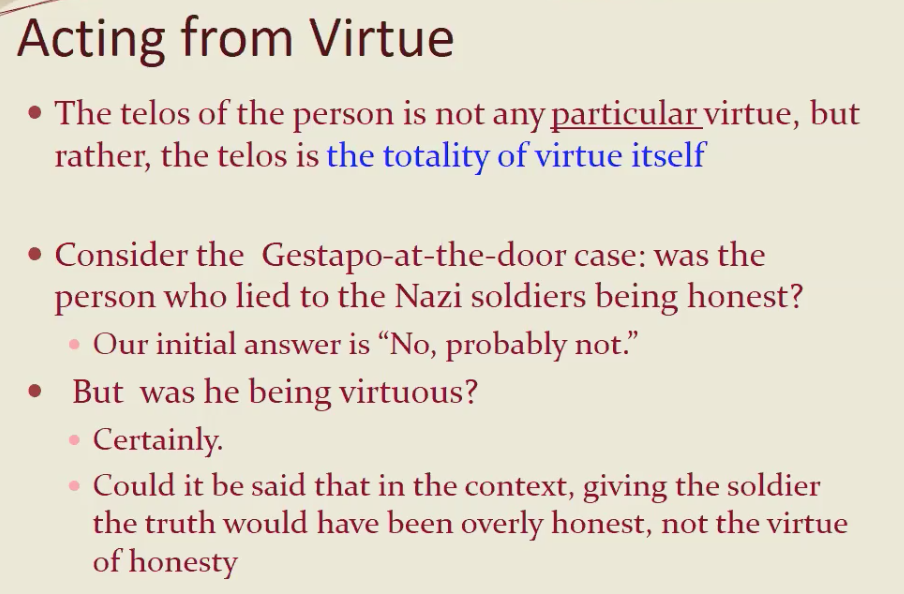 Acting from Virtue
• The telos of the person is not any particular virtue, but
rather, the telos is the totality of virtue itself
• Consider the Gestapo-at-the-door case: was the
person who lied to the Nazi soldiers being honest?
• Our initial answer is “No, probably not.”
• But was he being virtuous?
• Certainly.
• Could it be said that in the context, giving the soldier
the truth would have been overly honest, not the virtue
of honesty